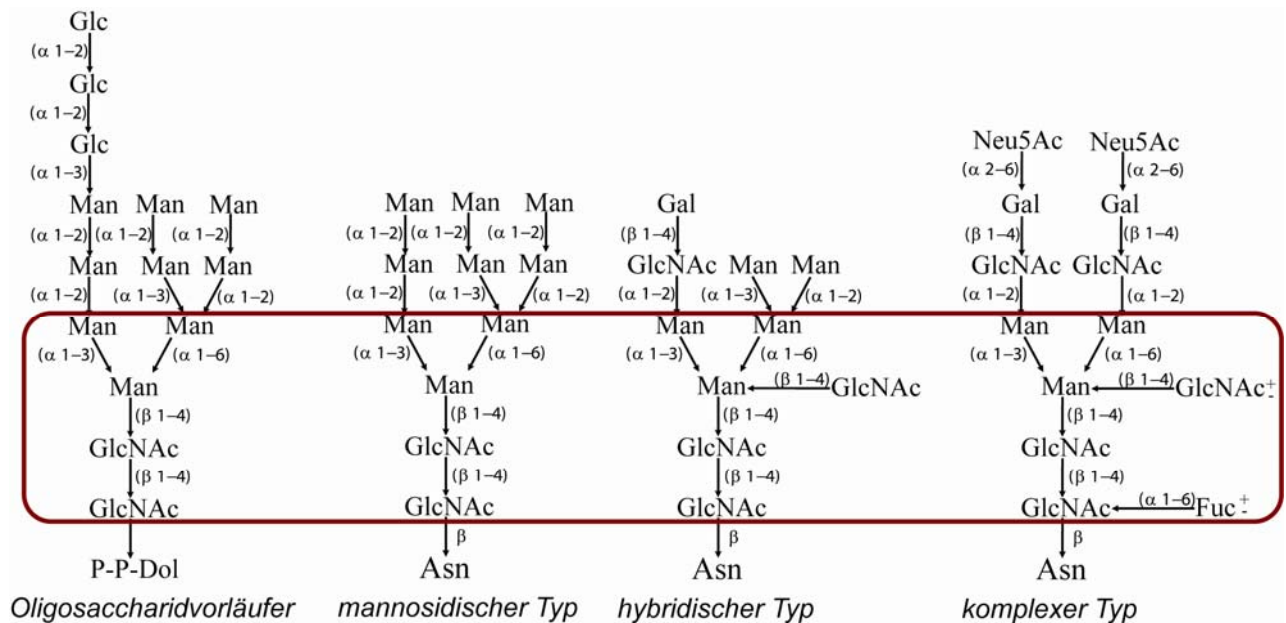 Glc
(α 1–2)
Glc
(α 1–2)
Glc
(α 1–3)
Man Man Man
(α 1–2) (α 1–2) (α 1–2)
Man Man Man
(α 1–2) (α 1–3) (α 1–2)
Man Man
(α 1–3) (α 1–6)
Man
(β 1–4)
GlcNAc
(β 1–4)
GlcNAc
P-P-Dol
Oligosaccharidvorläufer
Man Man Man
(α 1–2) (α 1–2) (α 1–2)
Man Man Man
(α 1–2) (α 1–3) (α 1–2)
Man Man
(α 1–3) (α 1–6)
Man
(β 1–4)
GlcNAc
(β 1–4)
GlcNAc
β
Asn
mannosidischer Typ
Gal
(β 1–4)
GlcNAc Man Man
(α 1–2) (α 1–3) (α 1–2)
Man Man
(α 1–3) (α 1–6)
Man (β 1–4) GlcNAc
(β 1–4)
GlcNAc
(β 1–4)
GlcNAc
β
Asn
hybridischer Typ
Neu5Ac Neu5Ac
(α 2–6) (α 2–6)
Gal Gal
(β 1–4) (β 1–4)
GlcNAc GlcNAc
(α 1–2) (α 1–2)
Man Man
(α 1–3) (α 1–6)
Man (β 1–4) GlcNAc ±
(β 1–4)
GlcNAc
(β 1–4)
GlcNAc (α 1–6) Fuc ±
β
Asn
komplexer Typ